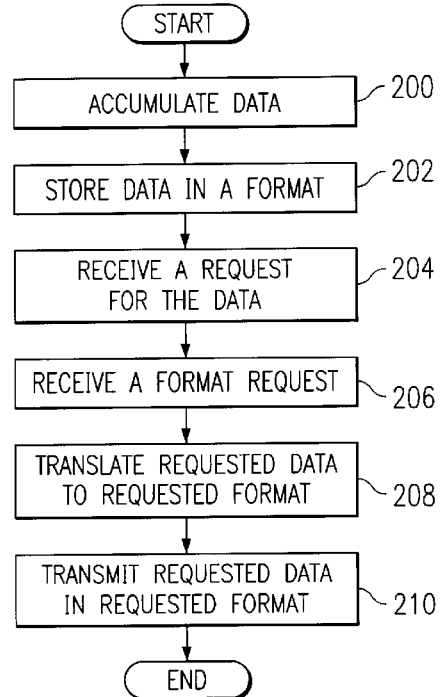 START
ACCUMULATE DATA
200
STORE DATA IN A FORMAT
202
RECEIVE A REQUEST
FOR THE DATA
204
RECEIVE A FORMAT REQUEST
206
TRANSLATE REQUESTED DATA
TO REQUESTED FORMAT
208
TRANSMIT REQUESTED DATA
IN REQUESTED FORMAT
210
END